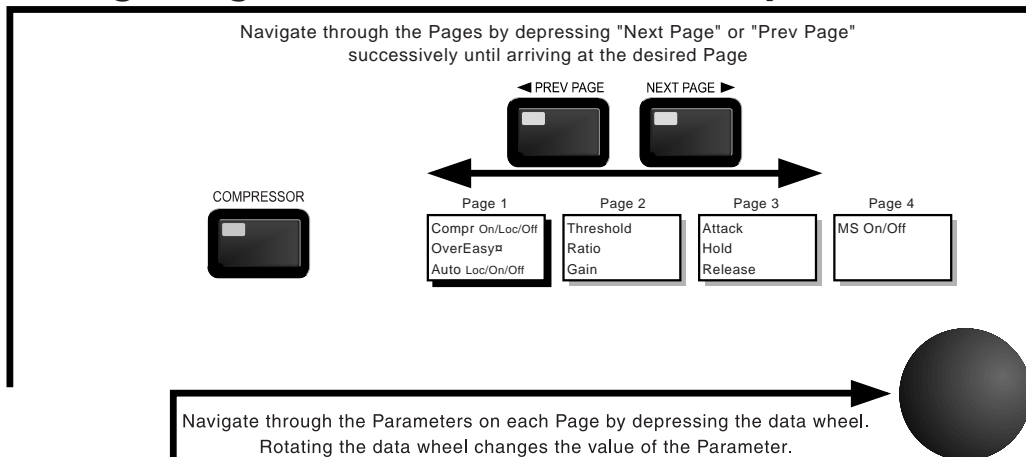 Navigate through the Pages by depressing "Next Page" or "Prev Page"
successively until arriving at the desired Page
◄ PREV PAGE NEXT PAGE ►
COMPRESSOR
Page 1 Page 2 Page 3 Page 4
Compr On/Loc/Off Threshold Attack MS On/Off
OverEasy¤ Ratio Hold
Auto Loc/On/Off Gain Release
Navigate through the Parameters on each Page by depressing the data wheel.
Rotating the data wheel changes the value of the Parameter.